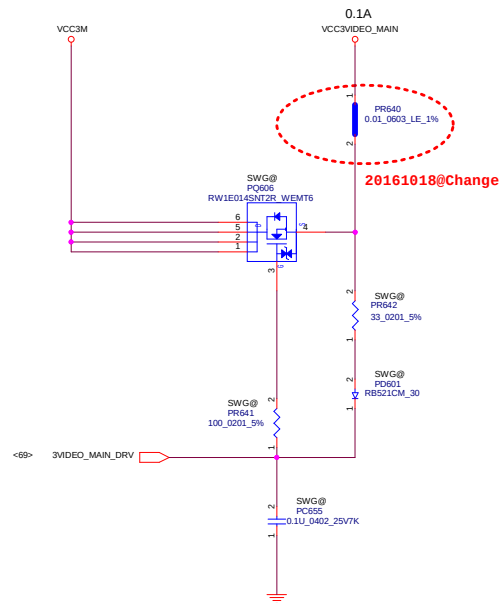 0.1A
VCC3M
VCC3VIDEO_MAIN
1
PR640
0.01_0603_LE_1%
2
20161018@Change
SWG@
PQ606
RW1E014SNT2R_WEMT6
6
5
2
1
D
S
4
G
3
2
SWG@
PR642
33_0201_5%
1
2
SWG@
PD601
RB521CM_30
1
2
SWG@
PR641
100_0201_5%
1
<69>
3VIDEO_MAIN_DRV
2
SWG@
PC655
0.1U_0402_25V7K
1